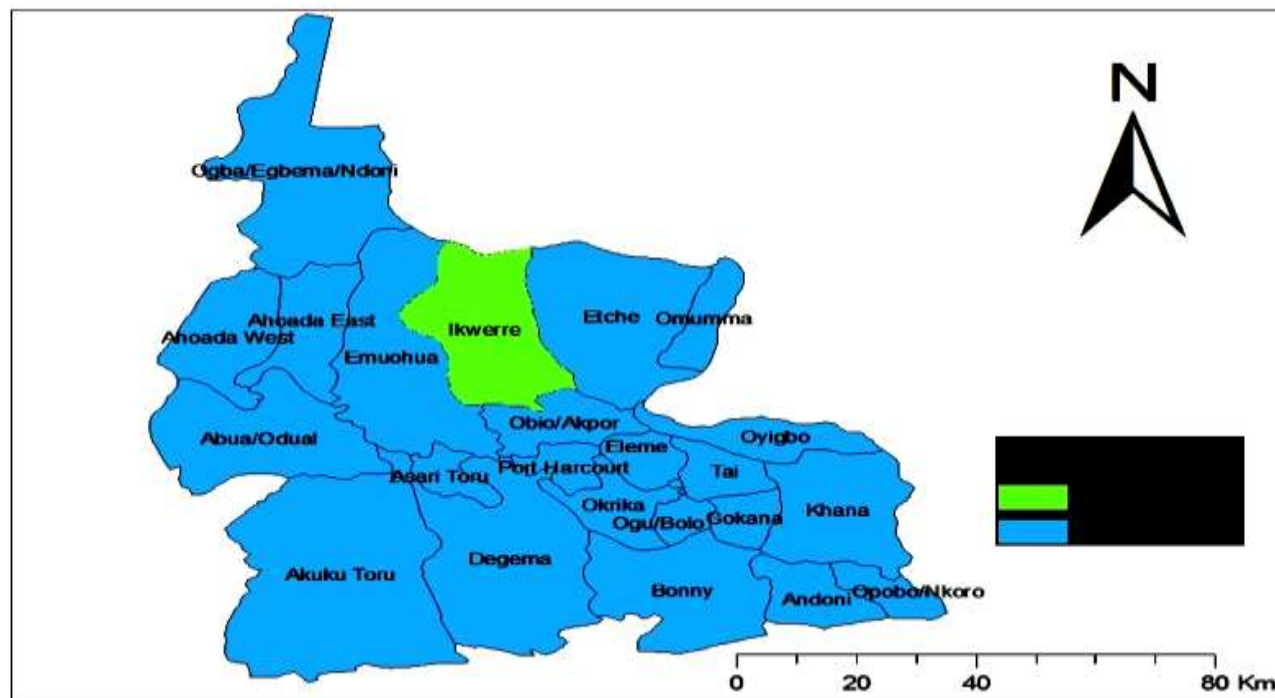 N
Ogba/Egbema/Ndoni
Etche
Omumma
Ahoada East
Ikwerre
Ahoada West
Emuohua
Obio/Akpor
Abua/Odual
Oyigbo
Eleme
Port Harcourt
Tai
Asari Toru
Okrika
Khana
Ogu/Bolo
Gokana
Degema
Akuku Toru
Bonny
Opobo/Nkoro
Andoni
0 20 40 80 Km